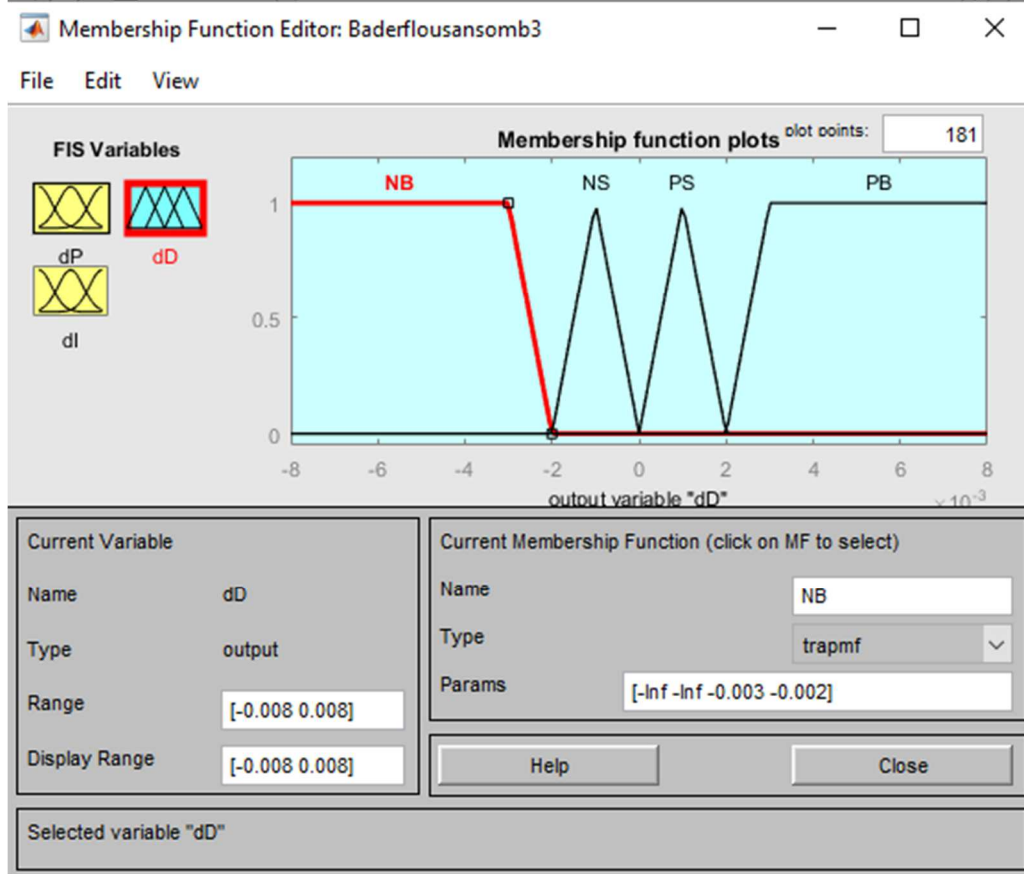 Membership Function Editor: Baderflousansomb3
File Edit View
FIS Variables
dP
dD
dI
Membership function plots
plot points:
181
NB
NS
PS
PB
1
0.5
0
-8 -6 -4 -2 0 2 4 6 8
output variable "dD"
×10-3
Current Variable
Name dD
Type output
Range [-0.008 0.008]
Display Range [-0.008 0.008]
Current Membership Function (click on MF to select)
Name NB
Type trapmf
Params [-Inf -Inf -0.003 -0.002]
Help
Close
Selected variable "dD"